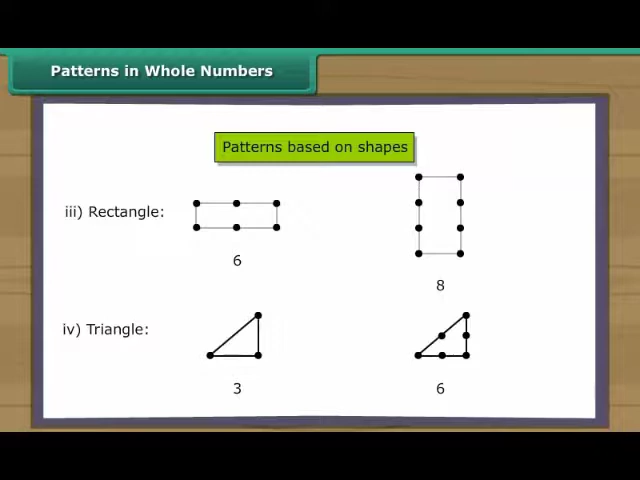 Patterns in Whole Numbers
Patterns based on shapes
iii) Rectangle:
6
8
iv) Triangle:
3
6